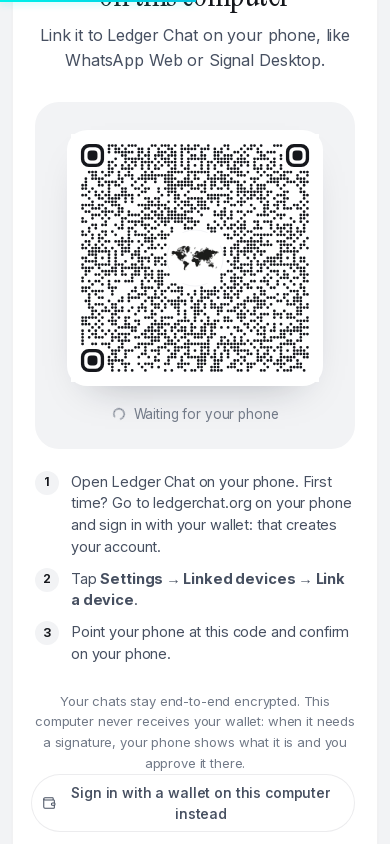 on this computer
Link it to Ledger Chat on your phone, like
WhatsApp Web or Signal Desktop.
Waiting for your phone
1 Open Ledger Chat on your phone. First
time? Go to ledgerchat.org on your phone
and sign in with your wallet: that creates
your account.
2 Tap Settings → Linked devices → Link
a device.
3 Point your phone at this code and confirm
on your phone.
Your chats stay end-to-end encrypted. This
computer never receives your wallet: when it needs
a signature, your phone shows what it is and you
approve it there.
Sign in with a wallet on this computer
instead